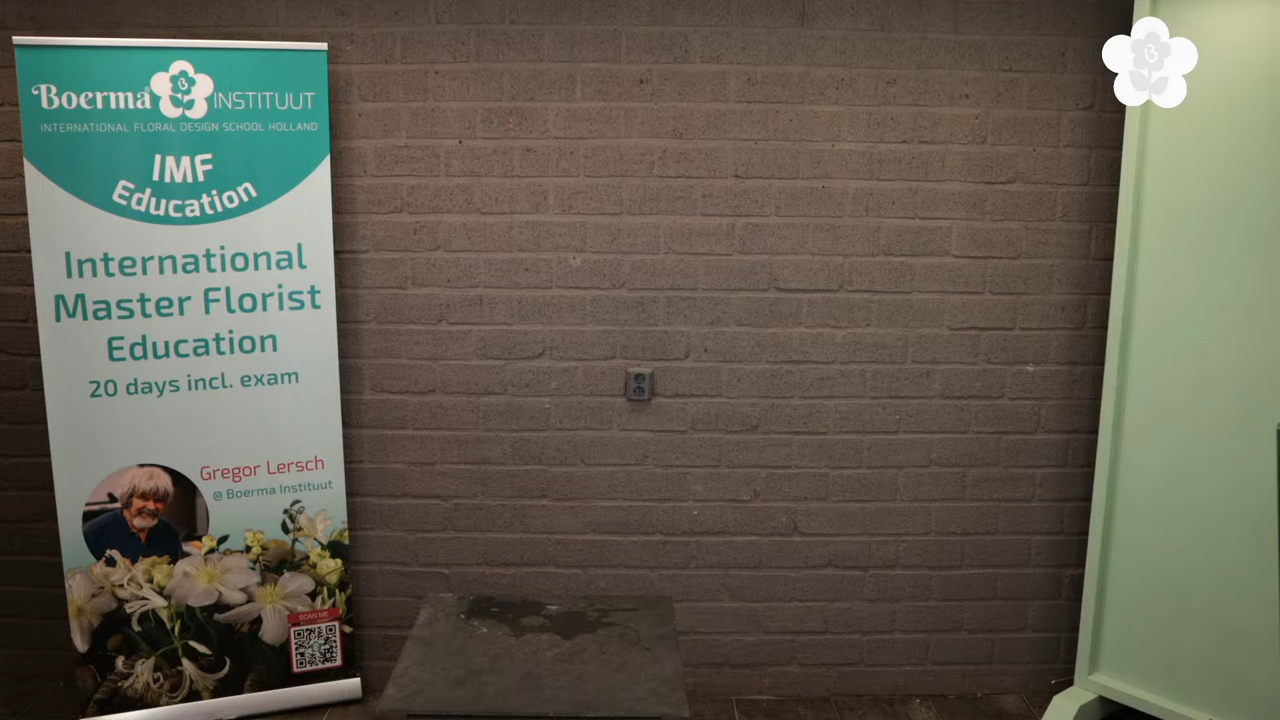 Boerma INSTITUUT
INTERNATIONAL FLORAL DESIGN SCHOOL HOLLAND
IMF
Education
International
Master Florist
Education
20 days incl. exam
Gregor Lersch
@ Boerma Instituut
SCAN ME